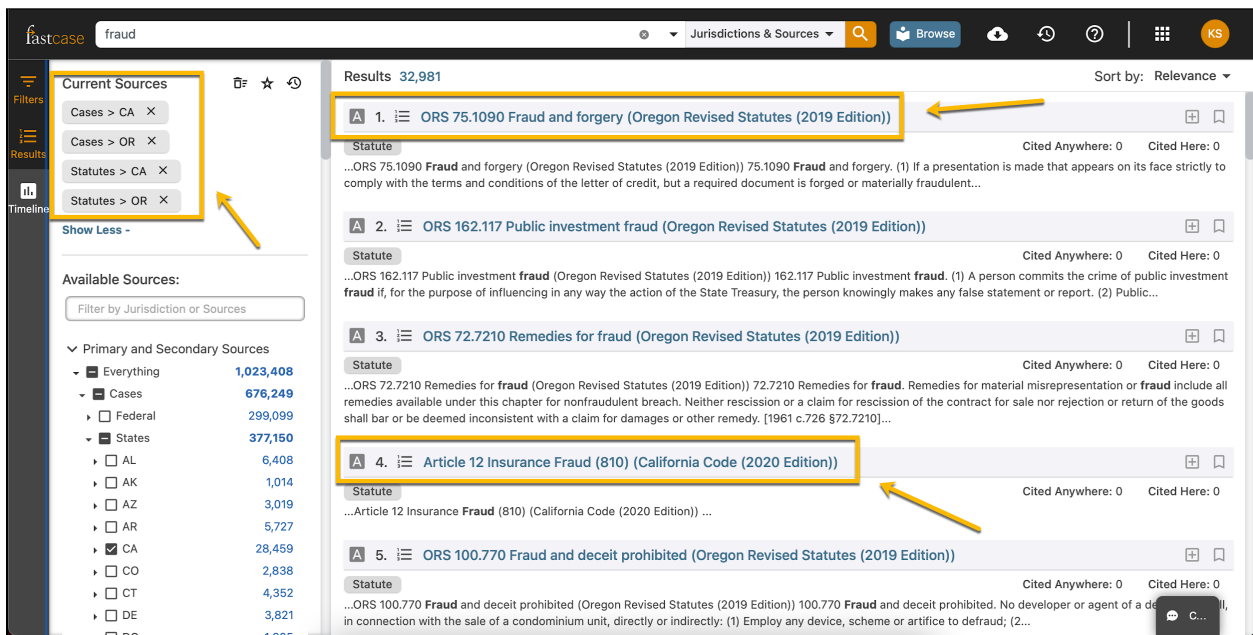 fastcase
fraud
Jurisdictions & Sources
Browse
KS
Filters
Results
Timeline
Current Sources
Cases > CA ×
Cases > OR ×
Statutes > CA ×
Statutes > OR ×
Show Less -
Available Sources:
Filter by Jurisdiction or Sources
Primary and Secondary Sources
Everything 1,023,408
Cases 676,249
Federal 299,099
States 377,150
AL 6,408
AK 1,014
AZ 3,019
AR 5,727
CA 28,459
CO 2,838
CT 4,352
DE 3,821
Results 32,981
Sort by: Relevance
A 1. ORS 75.1090 Fraud and forgery (Oregon Revised Statutes (2019 Edition))
Statute Cited Anywhere: 0 Cited Here: 0
...ORS 75.1090 Fraud and forgery (Oregon Revised Statutes (2019 Edition)) 75.1090 Fraud and forgery. (1) If a presentation is made that appears on its face strictly to
comply with the terms and conditions of the letter of credit, but a required document is forged or materially fraudulent...
A 2. ORS 162.117 Public investment fraud (Oregon Revised Statutes (2019 Edition))
Statute Cited Anywhere: 0 Cited Here: 0
...ORS 162.117 Public investment fraud (Oregon Revised Statutes (2019 Edition)) 162.117 Public investment fraud. (1) A person commits the crime of public investment
fraud if, for the purpose of influencing in any way the action of the State Treasury, the person knowingly makes any false statement or report. (2) Public...
A 3. ORS 72.7210 Remedies for fraud (Oregon Revised Statutes (2019 Edition))
Statute Cited Anywhere: 0 Cited Here: 0
...ORS 72.7210 Remedies for fraud (Oregon Revised Statutes (2019 Edition)) 72.7210 Remedies for fraud. Remedies for material misrepresentation or fraud include all
remedies available under this chapter for nonfraudulent breach. Neither rescission or a claim for rescission of the contract for sale nor rejection or return of the goods
shall bar or be deemed inconsistent with a claim for damages or other remedy. [1961 c.726 §72.7210]...
A 4. Article 12 Insurance Fraud (810) (California Code (2020 Edition))
Statute Cited Anywhere: 0 Cited Here: 0
...Article 12 Insurance Fraud (810) (California Code (2020 Edition)) ...
A 5. ORS 100.770 Fraud and deceit prohibited (Oregon Revised Statutes (2019 Edition))
Statute Cited Anywhere: 0 Cited Here: 0
...ORS 100.770 Fraud and deceit prohibited (Oregon Revised Statutes (2019 Edition)) 100.770 Fraud and deceit prohibited. No developer or agent of a
in connection with the sale of a condominium unit, directly or indirectly: (1) Employ any device, scheme or artifice to defraud; (2...
C...